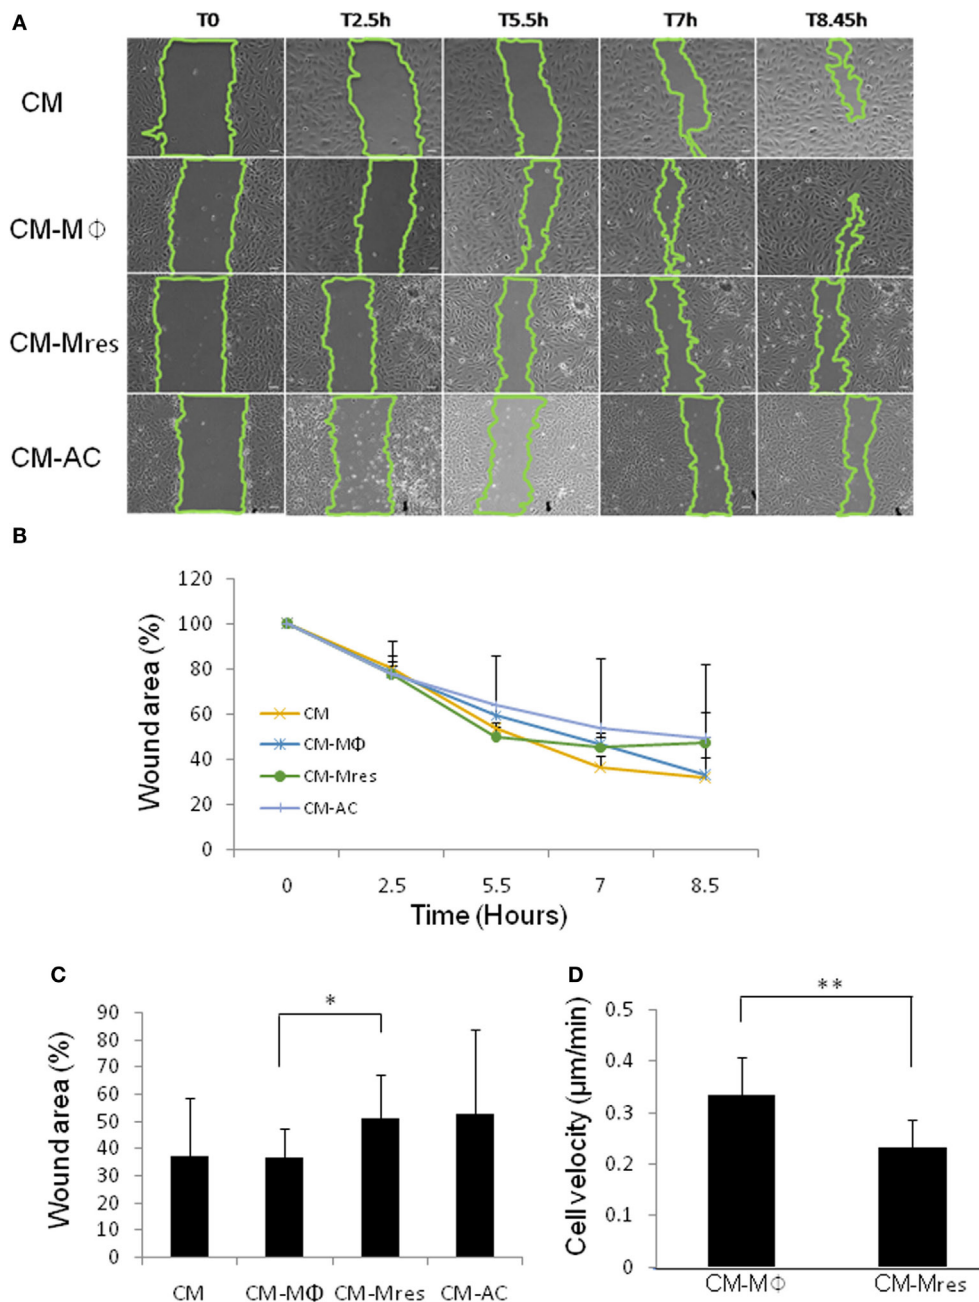 A
T0 T2.5h T5.5h T7h T8.45h
CM
CM-MΦ
CM-Mres
CM-AC
B
Wound area (%)
120
100
80
60
40
20
0
CM
CM-MΦ
CM-Mres
CM-AC
0 2.5 5.5 7 8.5
Time (Hours)
C
Wound area (%)
90
80
70
60
50
40
30
20
10
0
*
CM CM-MΦ CM-Mres CM-AC
D
Cell velocity (μm/min)
0.5
0.4
0.3
0.2
0.1
0
**
CM-MΦ CM-Mres